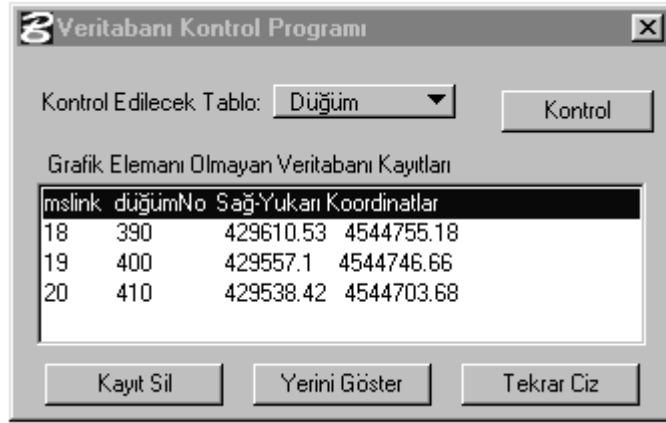 Veritabanı Kontrol Programı
Kontrol Edilecek Tablo: Düğüm Kontrol
Grafik Elemanı Olmayan Veritabanı Kayıtları
mslink düğümNo Sağ-Yukarı Koordinatlar
18 390 429610.53 4544755.18
19 400 429557.1 4544746.66
20 410 429538.42 4544703.68
Kayıt Sil Yerini Göster Tekrar Ciz